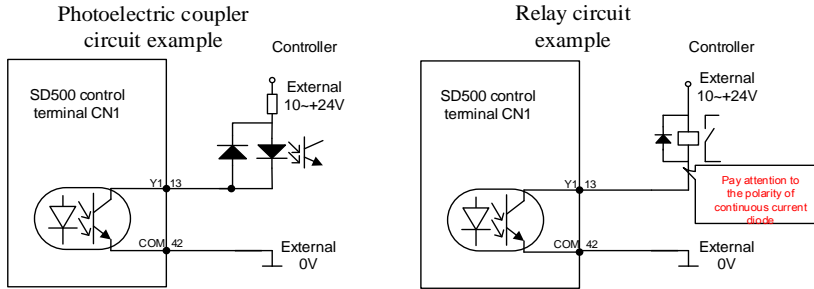 Photoelectric coupler
circuit example
Controller
External
10~+24V
SD500 control
terminal CN1
Y1 13
COM 42
External
0V
Relay circuit
example
Controller
External
10~+24V
SD500 control
terminal CN1
Pay attention to
the polarity of
continuous current
diode
Y1 13
COM 42
External
0V